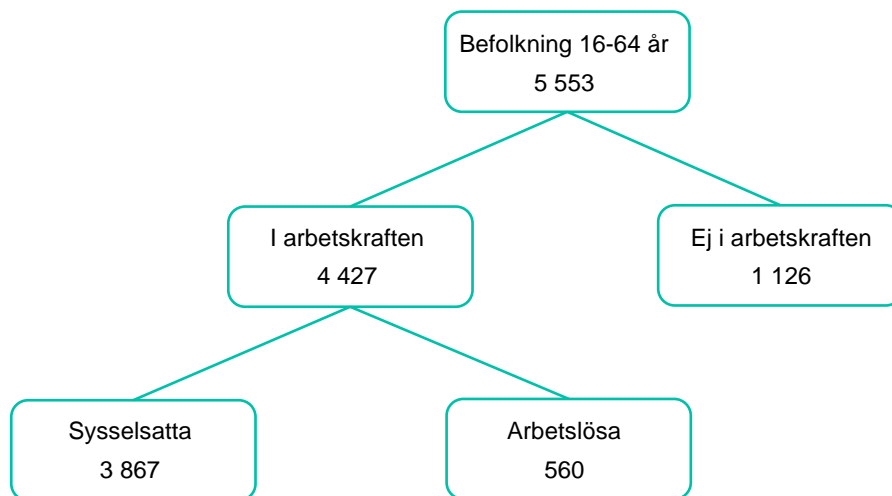 Befolkning 16-64 år
5 553
I arbetskraften
4 427
Ej i arbetskraften
1 126
Sysselsatta
3 867
Arbetslösa
560